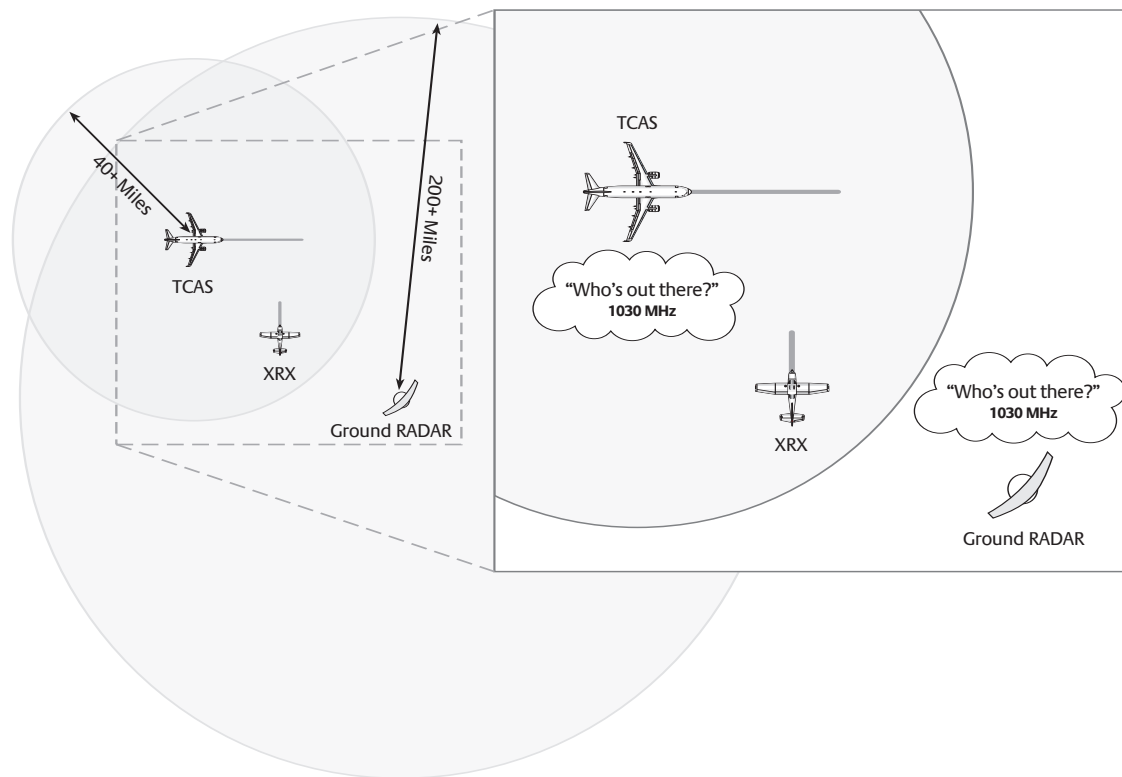 40+ Miles
TCAS
XRX
200+ Miles
Ground RADAR
TCAS
“Who's out there?”
1030 MHz
XRX
“Who's out there?”
1030 MHz
Ground RADAR